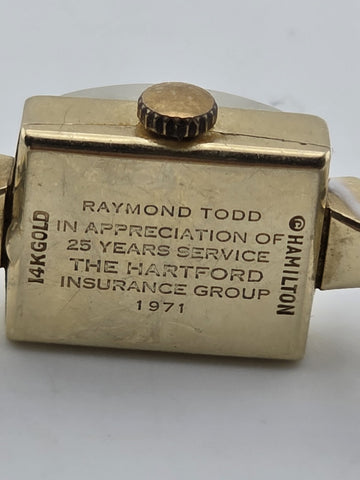 RAYMOND TODD
IN APPRECIATION OF
25 YEARS SERVICE
THE HARTFORD
INSURANCE GROUP
1971
14K GOLD
© HAMILTON